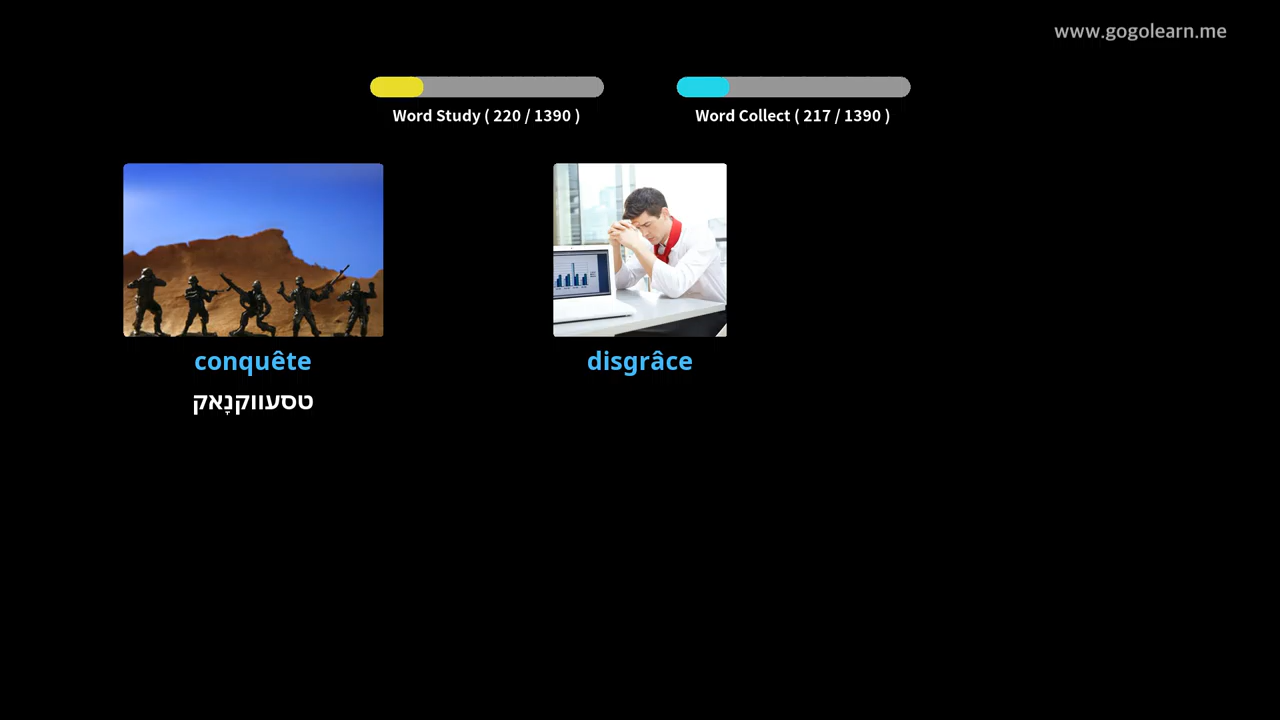 www.gogolearn.me
Word Study ( 220 / 1390 )
Word Collect ( 217 / 1390 )
conquête
disgrâce
טסעווקנָאק